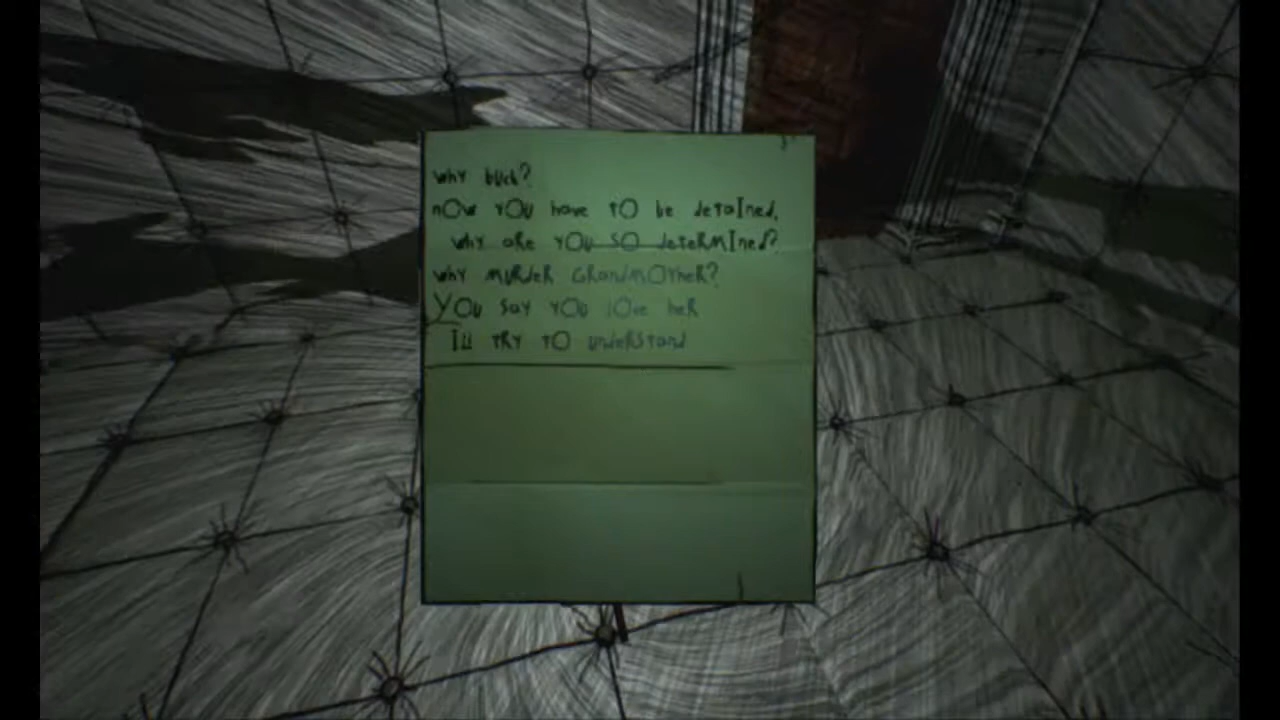 why buck?
nOw YOU have TO be detaIned,
why aRe YOU SO deteRMIned?
why MURdeR GRandmOtheR?
YOU say YOU lOve heR
I'll TRY TO undeRStand